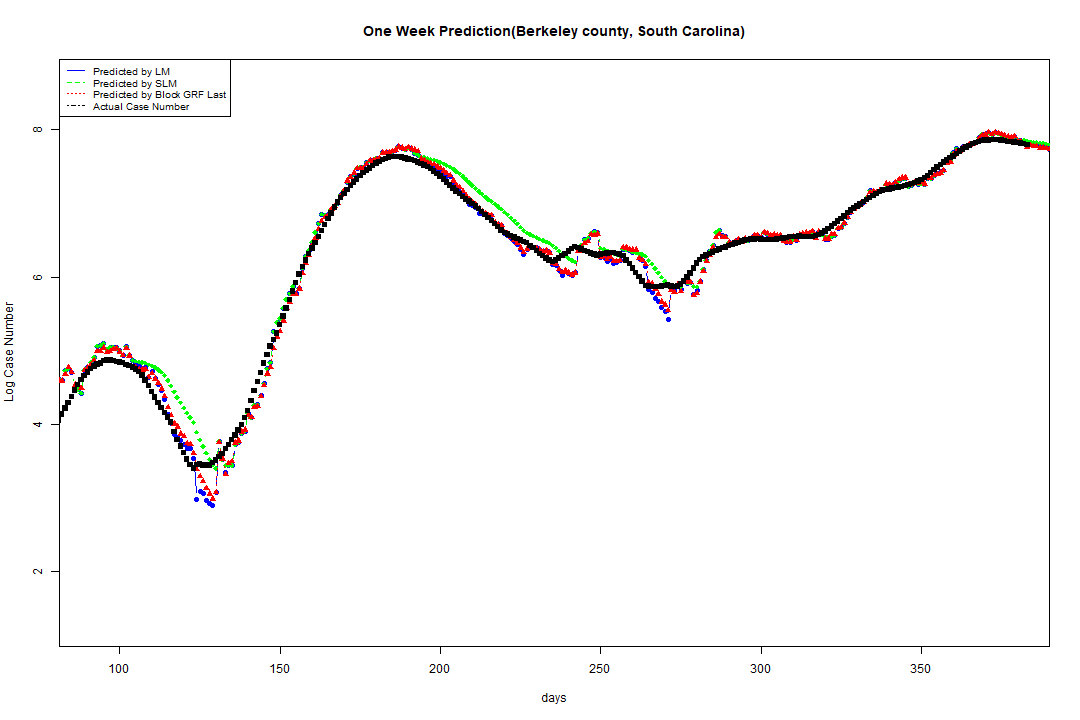 One Week Prediction(Berkeley county, South Carolina)
Predicted by LM
Predicted by SLM
Predicted by Block GRF Last
Actual Case Number
8
6
4
2
Log Case Number
100 150 200 250 300 350
days